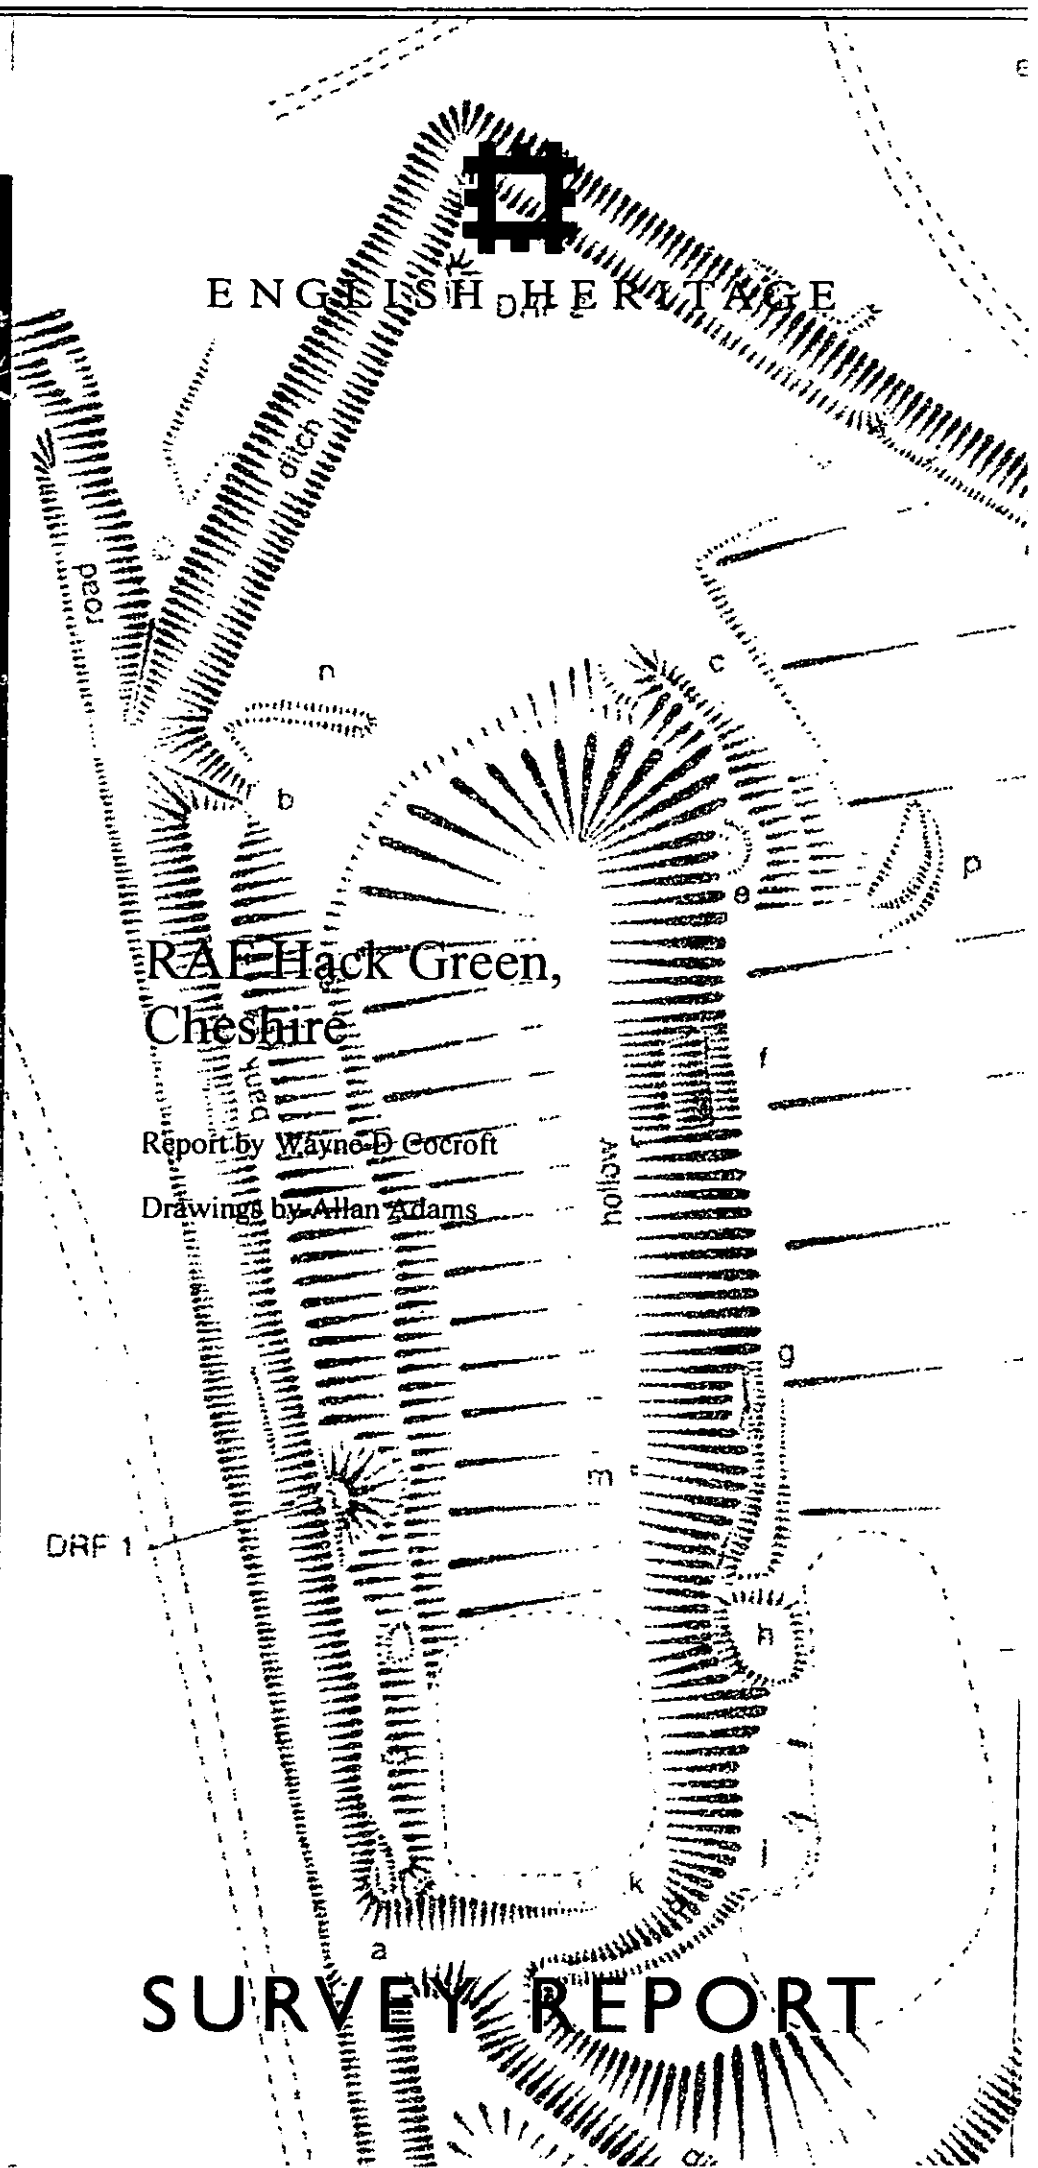 ENGLISH HERITAGE
ditch
road
n
c
b
e
p
RAF Hack Green,
Cheshire
bank
f
Report by Wayne D Cocroft
hollow
Drawings by Allan Adams
g
m
DRF 1
h
k
a
SURVEY REPORT